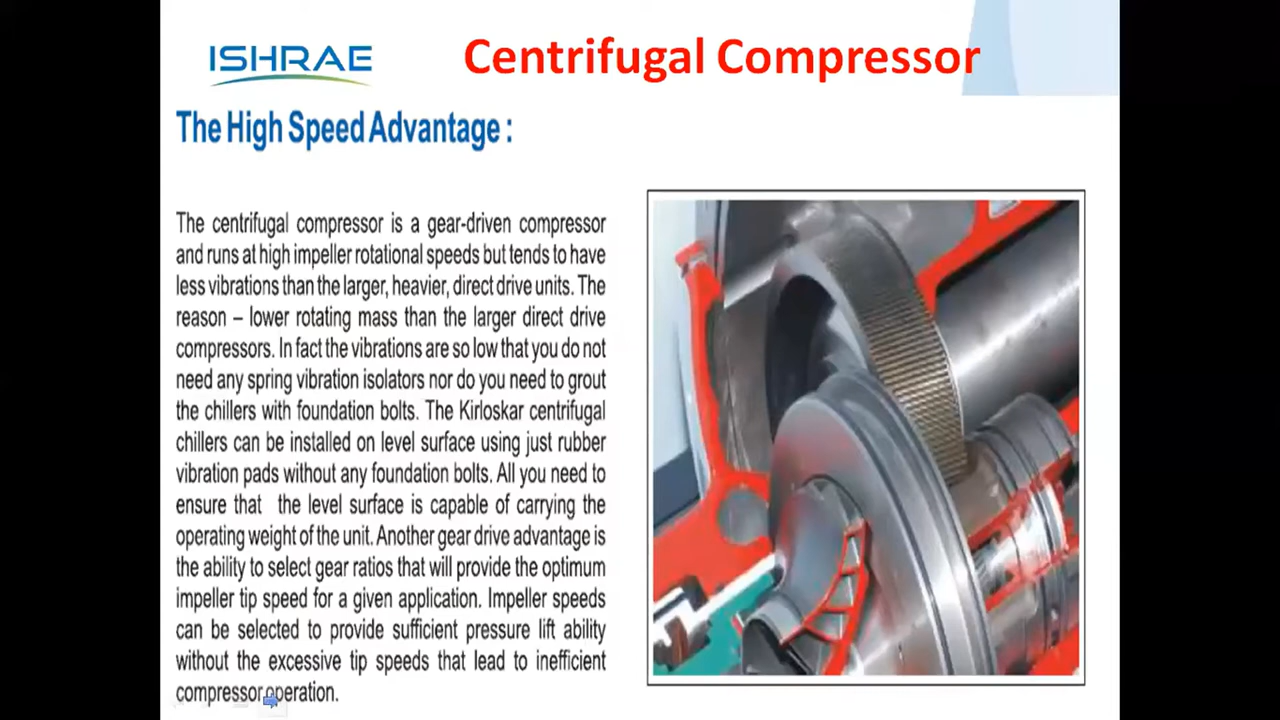 ISHRAE
Centrifugal Compressor
The High Speed Advantage :
The centrifugal compressor is a gear-driven compressor
and runs at high impeller rotational speeds but tends to have
less vibrations than the larger, heavier, direct drive units. The
reason – lower rotating mass than the larger direct drive
compressors. In fact the vibrations are so low that you do not
need any spring vibration isolators nor do you need to grout
the chillers with foundation bolts. The Kirloskar centrifugal
chillers can be installed on level surface using just rubber
vibration pads without any foundation bolts. All you need to
ensure that the level surface is capable of carrying the
operating weight of the unit. Another gear drive advantage is
the ability to select gear ratios that will provide the optimum
impeller tip speed for a given application. Impeller speeds
can be selected to provide sufficient pressure lift ability
without the excessive tip speeds that lead to inefficient
compressor operation.